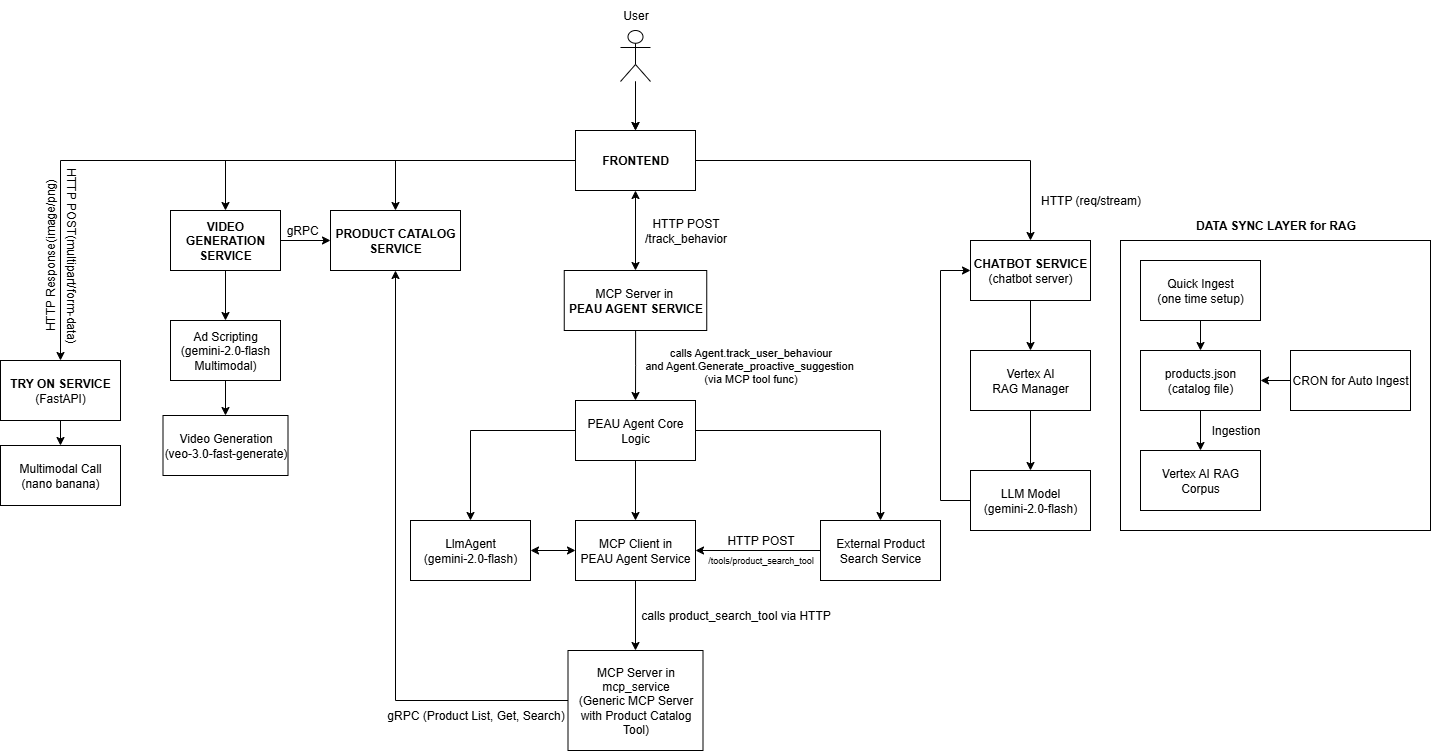 User
FRONTEND
HTTP Response(image/png)
HTTP POST(multipart/form-data)
VIDEO
GENERATION
SERVICE
gRPC
PRODUCT CATALOG
SERVICE
HTTP POST
/track_behavior
HTTP (req/stream)
DATA SYNC LAYER for RAG
MCP Server in
PEAU AGENT SERVICE
CHATBOT SERVICE
(chatbot server)
Quick Ingest
(one time setup)
Ad Scripting
(gemini-2.0-flash
Multimodal)
calls Agent.track_user_behaviour
and Agent.Generate_proactive_suggestion
(via MCP tool func)
TRY ON SERVICE
(FastAPI)
Vertex AI
RAG Manager
products.json
(catalog file)
CRON for Auto Ingest
Video Generation
(veo-3.0-fast-generate)
PEAU Agent Core
Logic
Ingestion
Multimodal Call
(nano banana)
Vertex AI RAG
Corpus
LLM Model
(gemini-2.0-flash)
LlmAgent
(gemini-2.0-flash)
MCP Client in
PEAU Agent Service
HTTP POST
/tools/product_search_tool
External Product
Search Service
calls product_search_tool via HTTP
MCP Server in
mcp_service
(Generic MCP Server
with Product Catalog
Tool)
gRPC (Product List, Get, Search)